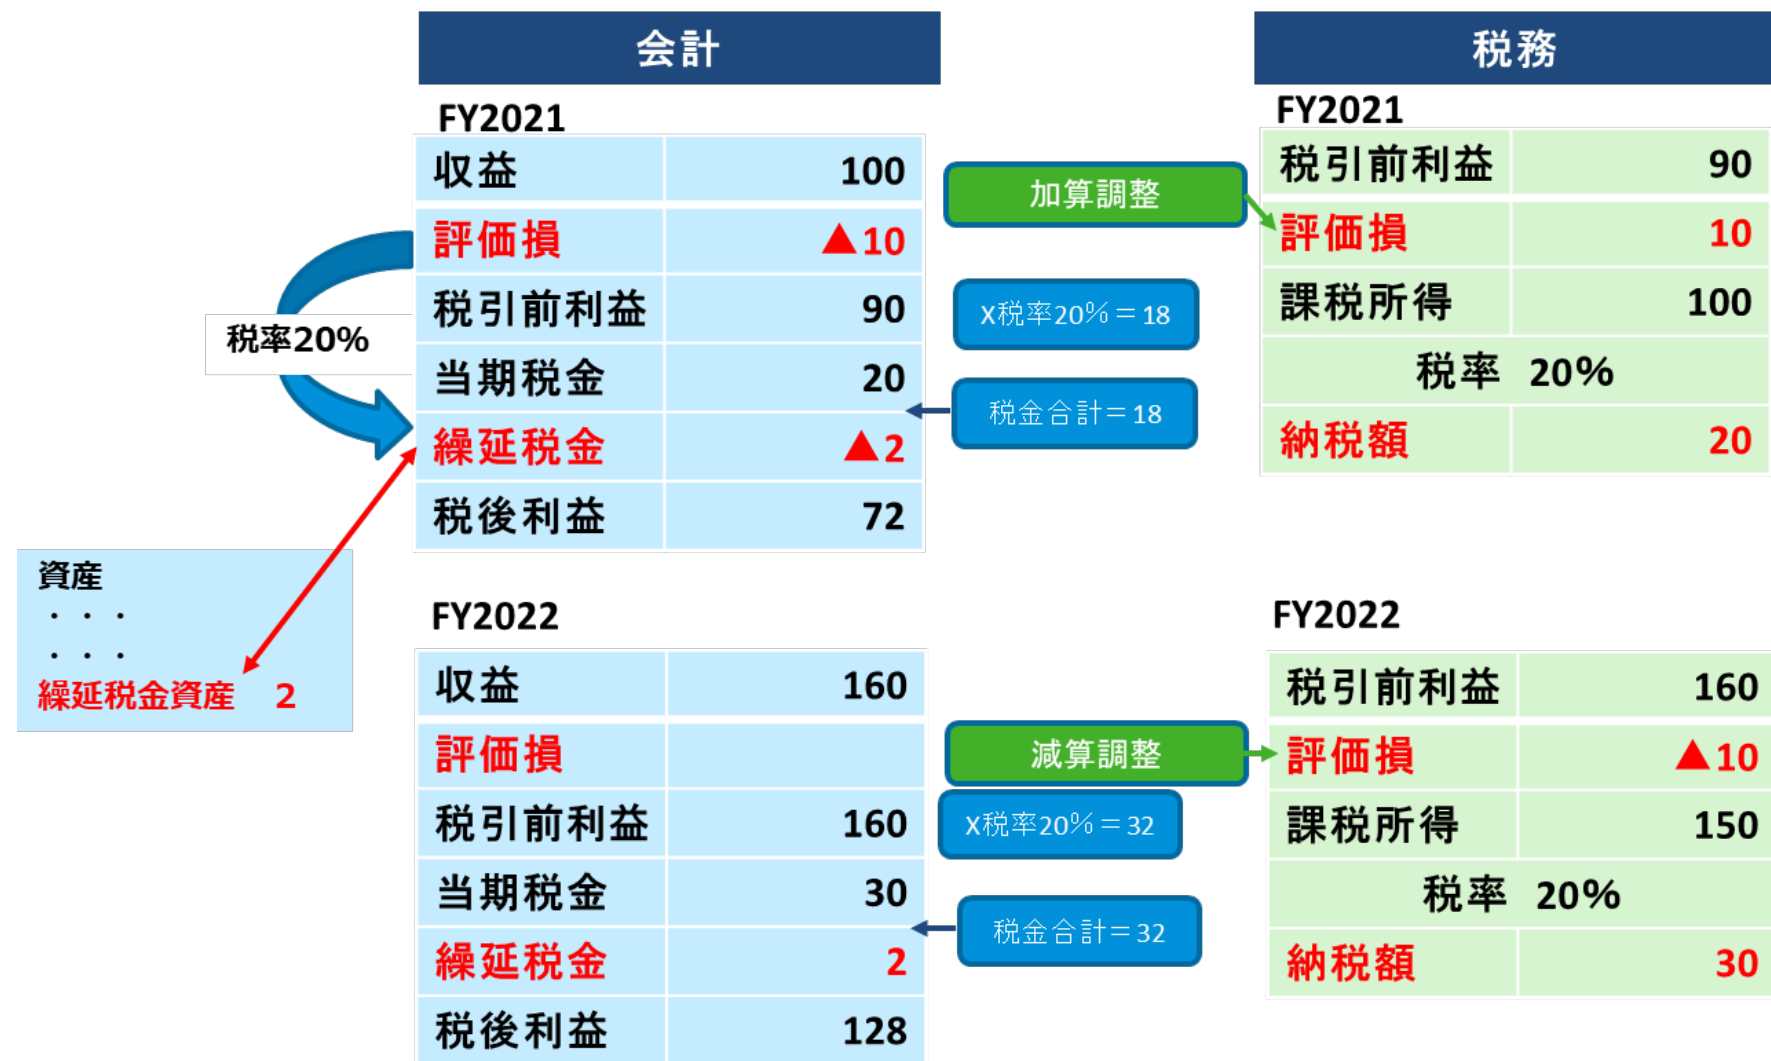 会計
税務
FY2021
収益 100
評価損 ▲10
税引前利益 90
当期税金 20
繰延税金 ▲2
税後利益 72
税率20%
資産
・・・
・・・
繰延税金資産 2
加算調整
X税率20%＝18
税金合計＝18
FY2021
税引前利益 90
評価損 10
課税所得 100
税率 20%
納税額 20
FY2022
収益 160
評価損
税引前利益 160
当期税金 30
繰延税金 2
税後利益 128
減算調整
X税率20%＝32
税金合計＝32
FY2022
税引前利益 160
評価損 ▲10
課税所得 150
税率 20%
納税額 30